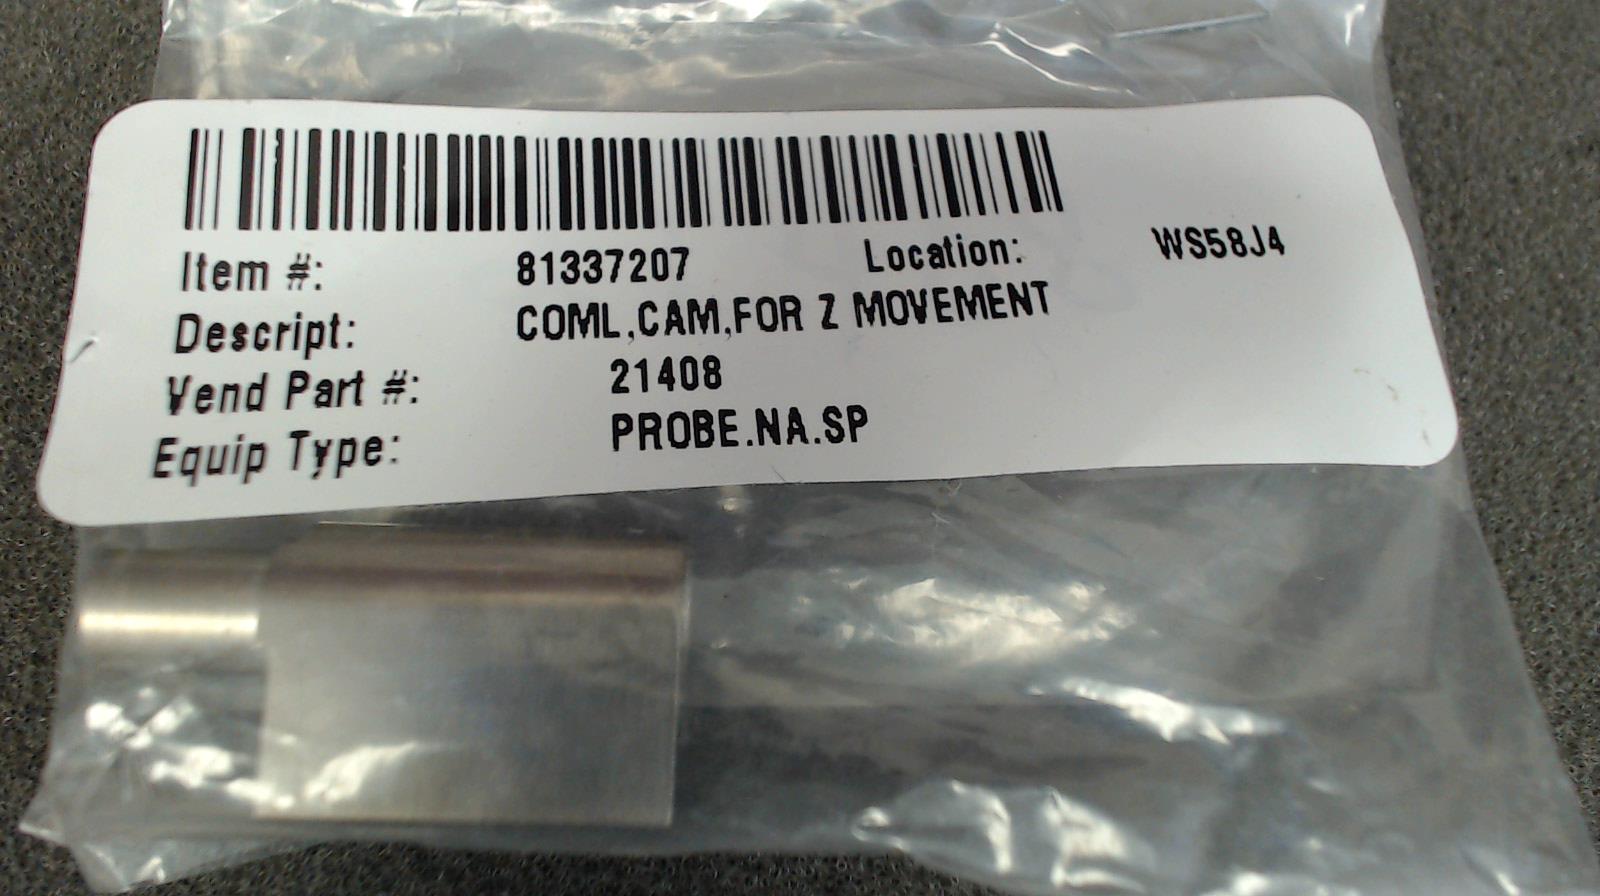 Item #: 81337207 Location: WS58J4
Descript: COML,CAM,FOR Z MOVEMENT
Vend Part #: 21408
Equip Type: PROBE.NA.SP